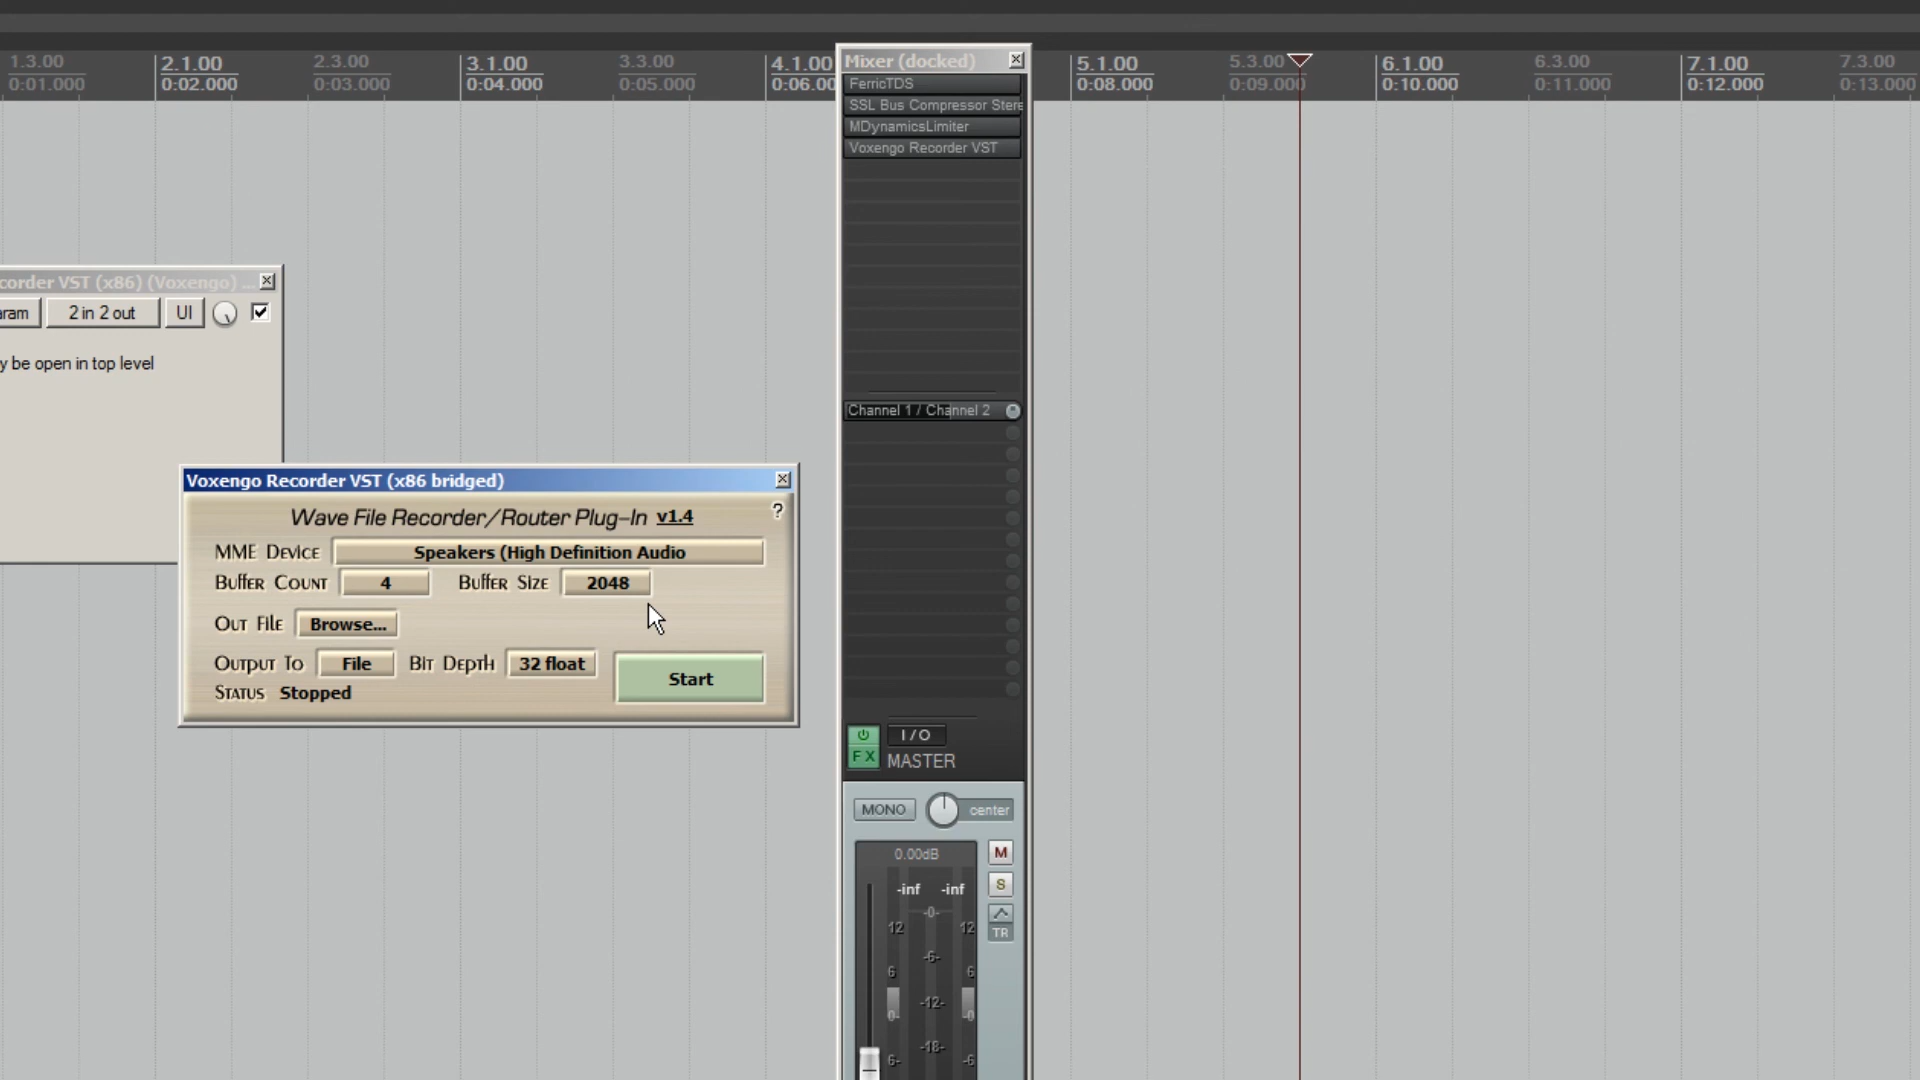 1.3.00
0:01.000
2.1.00
0:02.000
2.3.00
0:03.000
3.1.00
0:04.000
3.3.00
0:05.000
4.1.00
0:06.00
5.1.00
0:08.000
5.3.00
0:09.000
6.1.00
0:10.000
6.3.00
0:11.000
7.1.00
0:12.000
7.3.00
0:13.000
Mixer (docked)
FerricTDS
SSL Bus Compressor Stere
MDynamicsLimiter
Voxengo Recorder VST
Channel 1 / Channel 2
corder VST (x86) (Voxengo) ...
aram 2 in 2 out UI
y be open in top level
Voxengo Recorder VST (x86 bridged)
Wave File Recorder/Router Plug-In v1.4 ?
MME Device Speakers (High Definition Audio
Buffer Count 4 Buffer Size 2048
Out File Browse...
Output To File Bit Depth 32 float
Start
Status Stopped
I/O
FX MASTER
MONO center
0.00dB M
-inf -inf S
-0-
12 12 TR
-6-
6 6
-12-
0- -0
-18-
6- -6